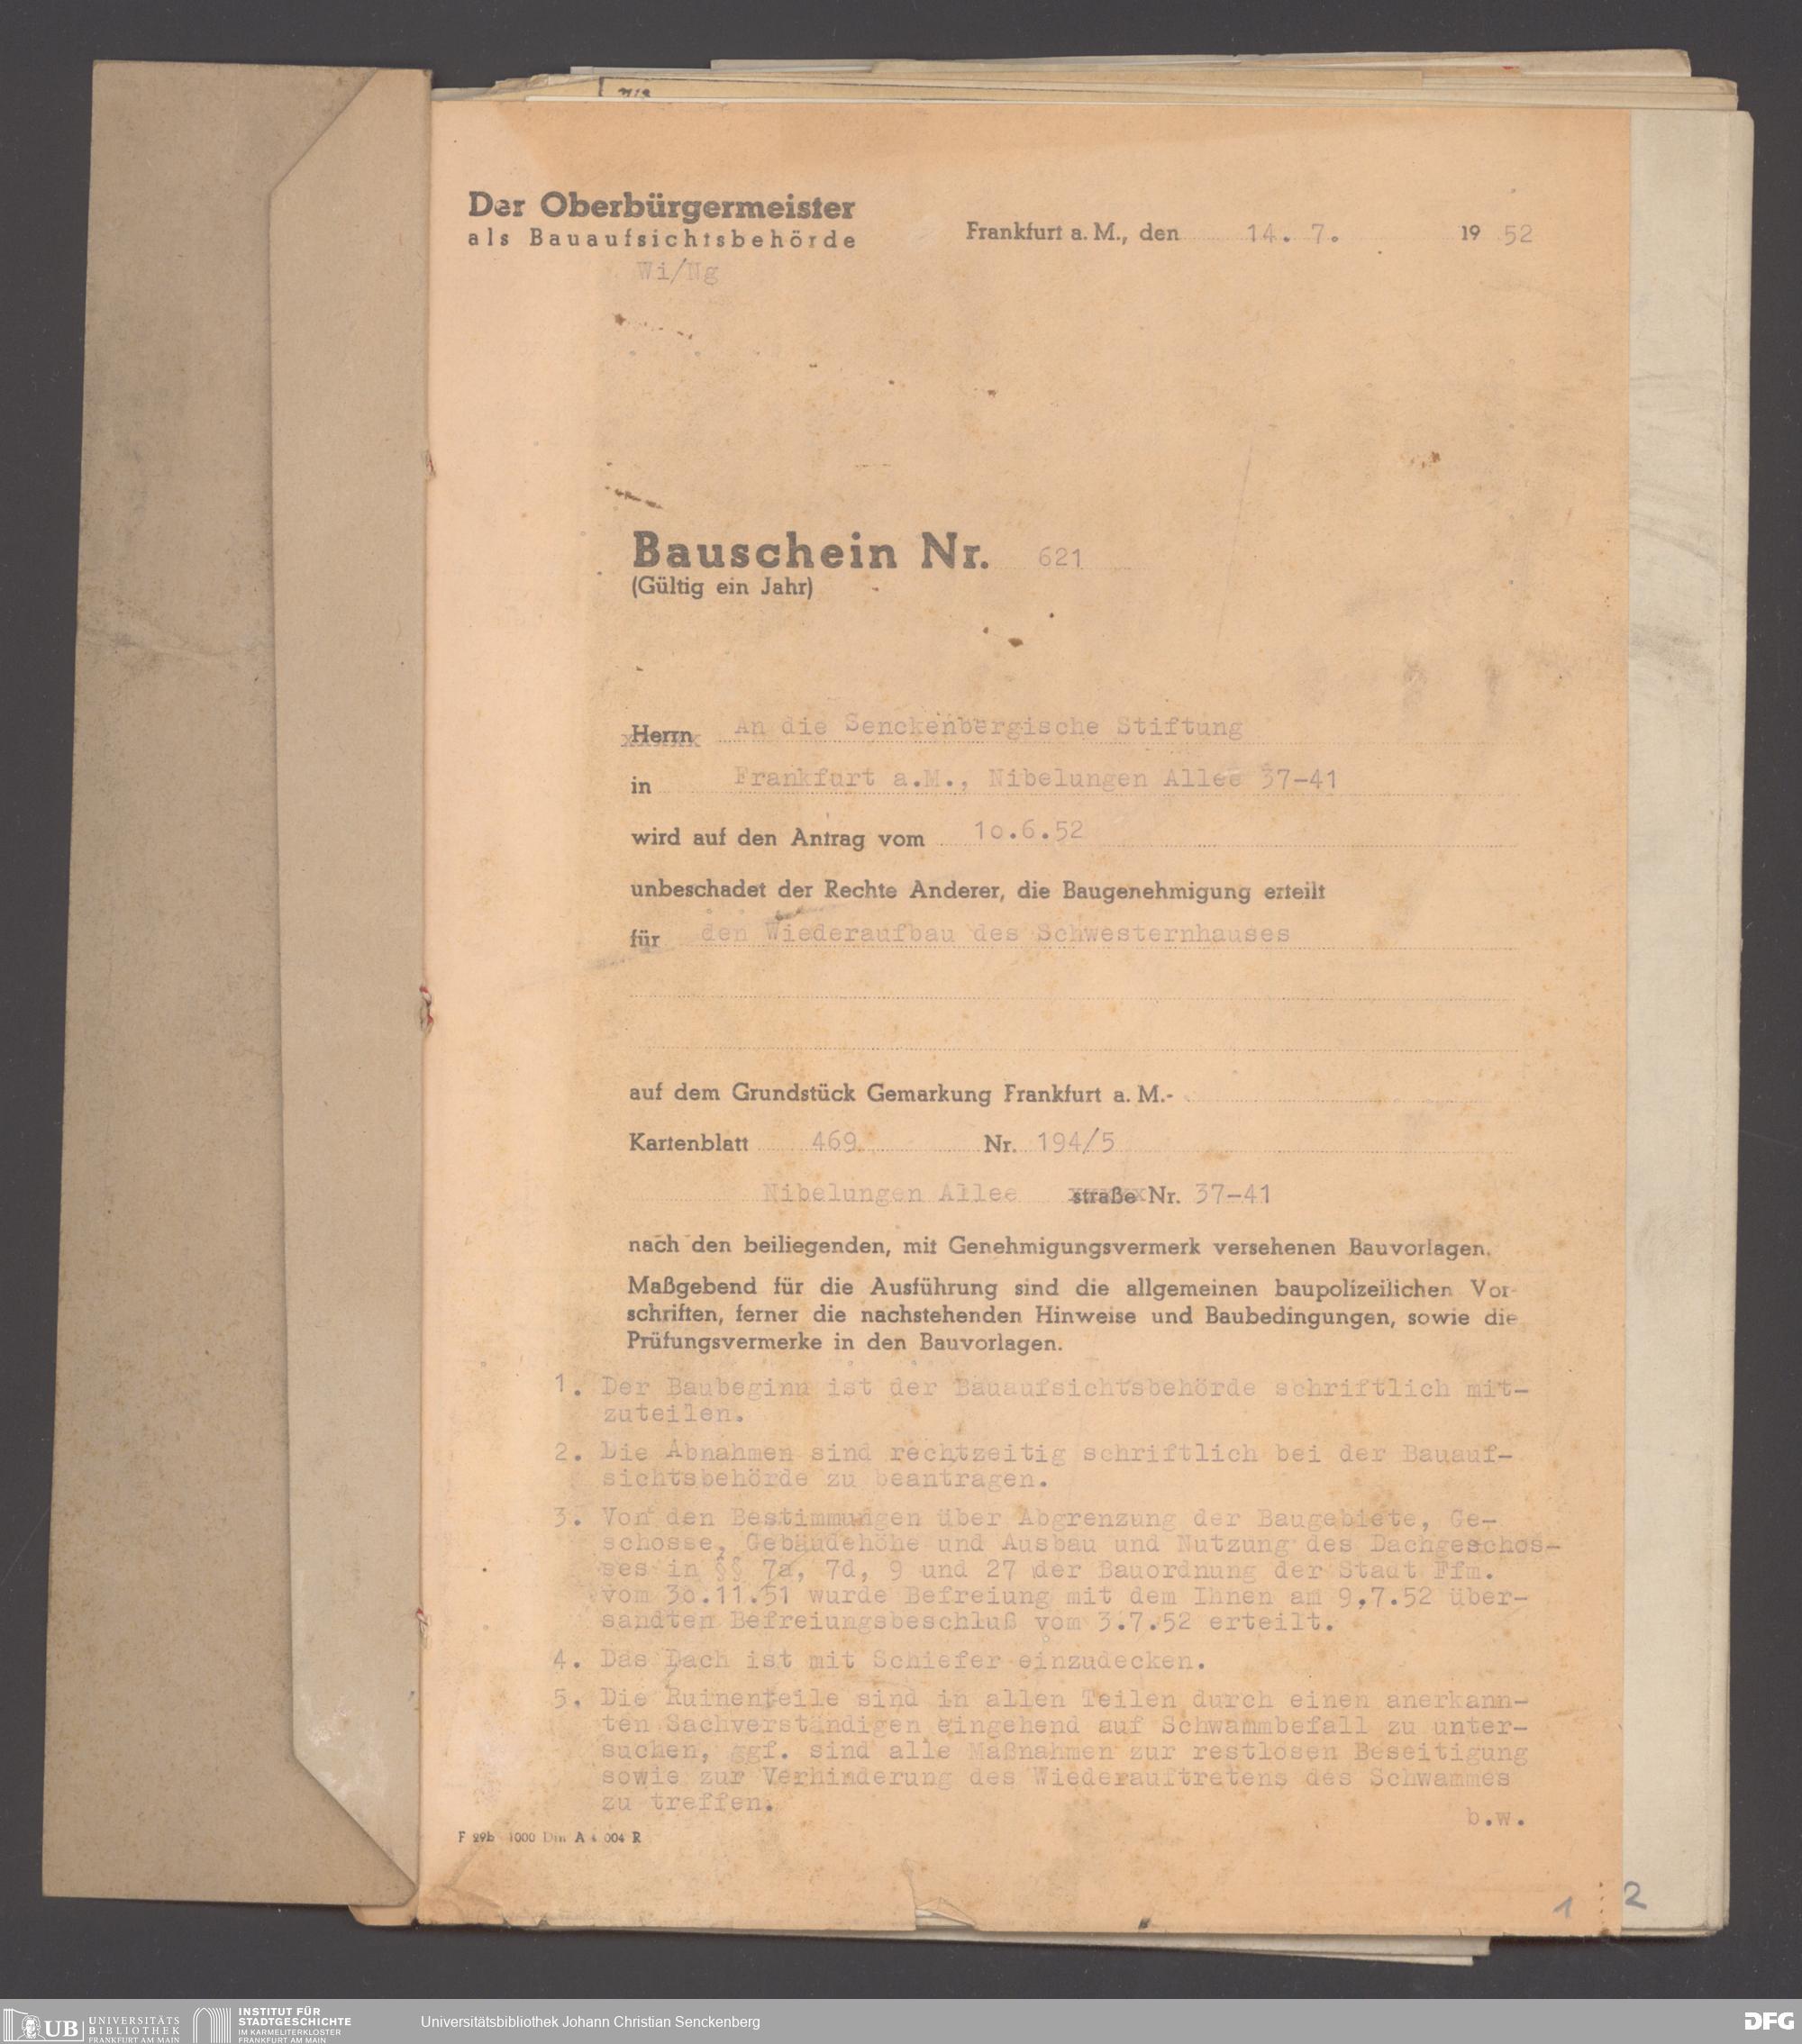 Der Oberbürgermeister
als Bauaufsichtsbehörde
Wi/Ng
Frankfurt a. M., den 14. 7. 19 52
Bauschein Nr. 621
(Gültig ein Jahr)
Herrn An die Senckenbergische Stiftung
in Frankfurt a.M., Nibelungen Allee 37-41
wird auf den Antrag vom 1o.6.52
unbeschadet der Rechte Anderer, die Baugenehmigung erteilt
für den Wiederaufbau des Schwesternhauses
auf dem Grundstück Gemarkung Frankfurt a. M.-
Kartenblatt 469 Nr. 194/5
Nibelungen Allee straße Nr. 37-41
nach den beiliegenden, mit Genehmigungsvermerk versehenen Bauvorlagen.
Maßgebend für die Ausführung sind die allgemeinen baupolizeilichen Vor-
schriften, ferner die nachstehenden Hinweise und Baubedingungen, sowie die
Prüfungsvermerke in den Bauvorlagen.
1. Der Baubeginn ist der Bauaufsichtsbehörde schriftlich mit-
zuteilen.
2. Die Abnahmen sind rechtzeitig schriftlich bei der Bauauf-
sichtsbehörde zu beantragen.
3. Von den Bestimmungen über Abgrenzung der Baugebiete, Ge-
schosse, Gebäudehöhe und Ausbau und Nutzung des Dachgeschos-
ses in §§ 7a, 7d, 9 und 27 der Bauordnung der Stadt Ffm.
vom 3o.11.51 wurde Befreiung mit dem Ihnen am 9.7.52 über-
sandten Befreiungsbeschluß vom 3.7.52 erteilt.
4. Das Dach ist mit Schiefer einzudecken.
5. Die Ruinenteile sind in allen Teilen durch einen anerkann-
ten Sachverständigen eingehend auf Schwammbefall zu unter-
suchen, ggf. sind alle Maßnahmen zur restlosen Beseitigung
sowie zur Verhinderung des Wiederauftretens des Schwammes
zu treffen.
b.w.
F 29b 1000 Din A 4 004 R
1 2
UB UNIVERSITÄTS
BIBLIOTHEK
FRANKFURT AM MAIN
INSTITUT FÜR
STADTGESCHICHTE
IM KARMELITERKLOSTER
FRANKFURT AM MAIN
Universitätsbibliothek Johann Christian Senckenberg
DFG